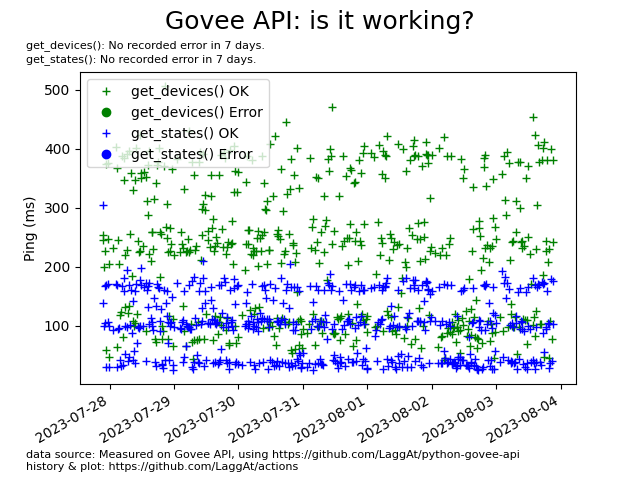 Govee API: is it working?
get_devices(): No recorded error in 7 days.
get_states(): No recorded error in 7 days.
get_devices() OK
get_devices() Error
get_states() OK
get_states() Error
500
400
300
200
100
Ping (ms)
2023-07-28
2023-07-29
2023-07-30
2023-07-31
2023-08-01
2023-08-02
2023-08-03
2023-08-04
data source: Measured on Govee API, using https://github.com/LaggAt/python-govee-api
history & plot: https://github.com/LaggAt/actions